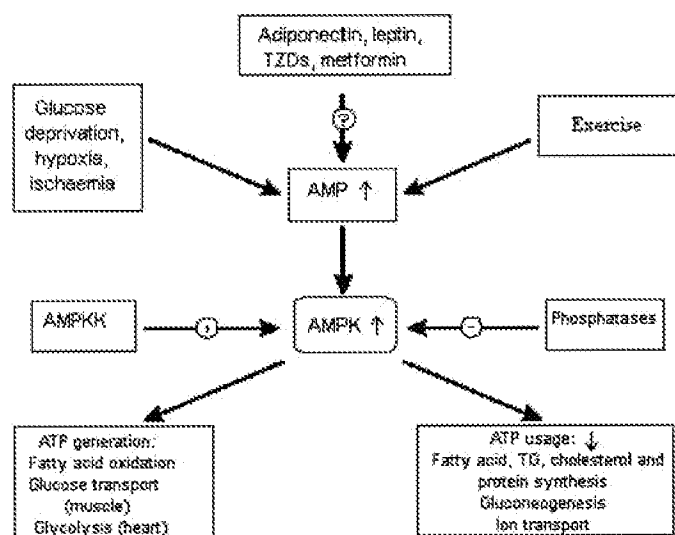 Adiponectin, leptin,
TZDs, metformin
Glucose
deprivation,
hypoxia,
ischaemia
?
Exercise
AMP ↑
AMPKK
AMPK ↑
−
Phosphatases
ATP generation:
Fatty acid oxidation
Glucose transport
(muscle)
Glycolysis (heart)
ATP usage: ↓
Fatty acid, TG, cholesterol and
protein synthesis
Gluconeogenesis
Ion transport